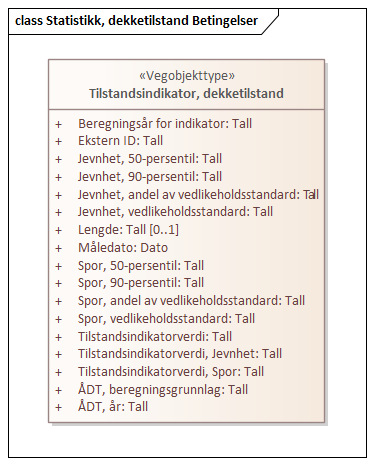 class Statistikk, dekketilstand Betingelser
«Vegobjekttype»
Tilstandsindikator, dekketilstand
+ Beregningsår for indikator: Tall
+ Ekstern ID: Tall
+ Jevnhet, 50-persentil: Tall
+ Jevnhet, 90-persentil: Tall
+ Jevnhet, andel av vedlikeholdsstandard: Tall
+ Jevnhet, vedlikeholdsstandard: Tall
+ Lengde: Tall [0..1]
+ Måledato: Dato
+ Spor, 50-persentil: Tall
+ Spor, 90-persentil: Tall
+ Spor, andel av vedlikeholdsstandard: Tall
+ Spor, vedlikeholdsstandard: Tall
+ Tilstandsindikatorverdi: Tall
+ Tilstandsindikatorverdi, Jevnhet: Tall
+ Tilstandsindikatorverdi, Spor: Tall
+ ÅDT, beregningsgrunnlag: Tall
+ ÅDT, år: Tall